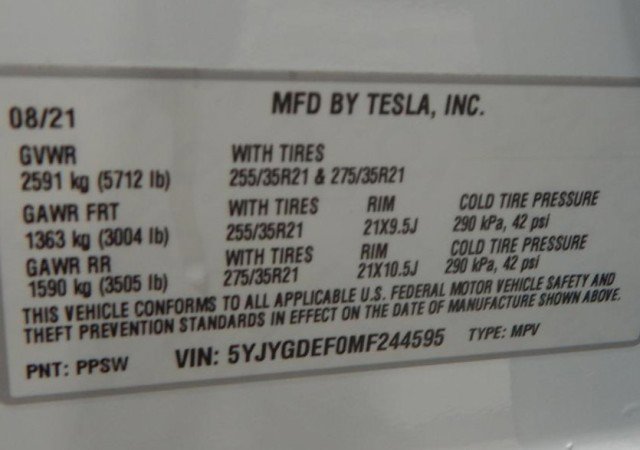 MFD BY TESLA, INC.
08/21
GVWR WITH TIRES
2591 kg (5712 lb) 255/35R21 & 275/35R21
GAWR FRT WITH TIRES RIM COLD TIRE PRESSURE
1363 kg (3004 lb) 255/35R21 21X9.5J 290 kPa, 42 psi
GAWR RR WITH TIRES RIM COLD TIRE PRESSURE
1590 kg (3505 lb) 275/35R21 21X10.5J 290 kPa, 42 psi
THIS VEHICLE CONFORMS TO ALL APPLICABLE U.S. FEDERAL MOTOR VEHICLE SAFETY AND
THEFT PREVENTION STANDARDS IN EFFECT ON THE DATE OF MANUFACTURE SHOWN ABOVE.
PNT: PPSW VIN: 5YJYGDEF0MF244595 TYPE: MPV